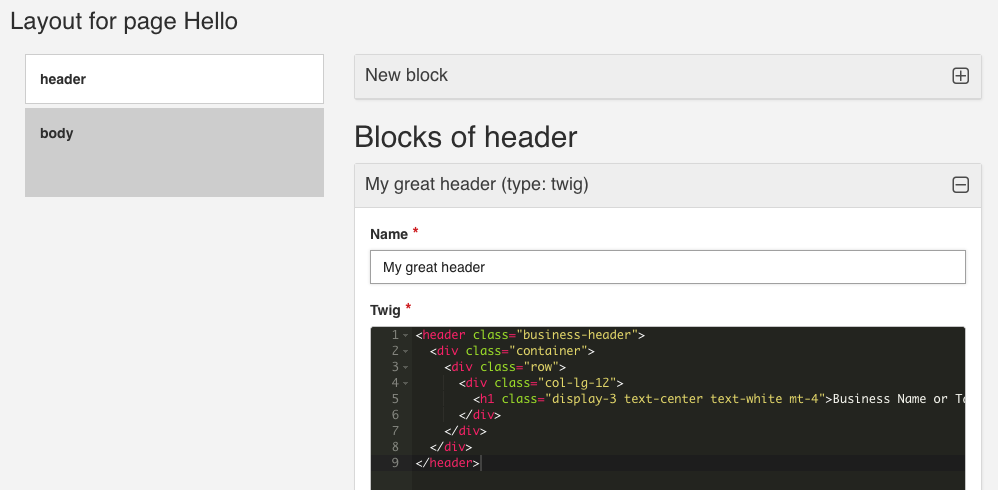 Layout for page Hello
header
body
New block
Blocks of header
My great header (type: twig)
Name *
My great header
Twig *
1 <header class="business-header">
2 <div class="container">
3 <div class="row">
4 <div class="col-lg-12">
5 <h1 class="display-3 text-center text-white mt-4">Business Name or
6 </div>
7 </div>
8 </div>
9 </header>